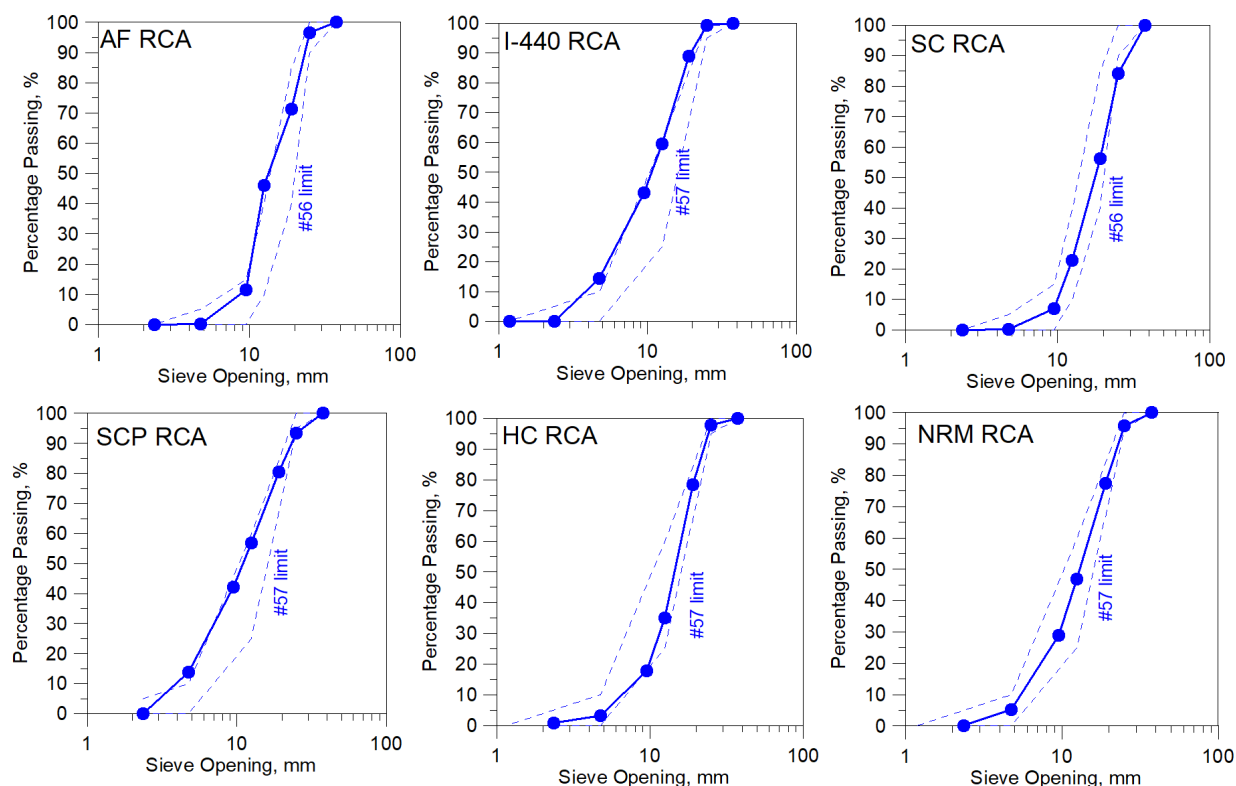 AF RCA
Percentage Passing, %
100
90
80
70
60
50
40
30
20
10
0
#56 limit
1 10 100
Sieve Opening, mm
I-440 RCA
Percentage Passing, %
100
90
80
70
60
50
40
30
20
10
0
#57 limit
1 10 100
Sieve Opening, mm
SC RCA
Percentage Passing, %
100
90
80
70
60
50
40
30
20
10
0
#56 limit
1 10 100
Sieve Opening, mm
SCP RCA
Percentage Passing, %
100
90
80
70
60
50
40
30
20
10
0
#57 limit
1 10 100
Sieve Opening, mm
HC RCA
Percentage Passing, %
100
90
80
70
60
50
40
30
20
10
0
#57 limit
1 10 100
Sieve Opening, mm
NRM RCA
Percentage Passing, %
100
90
80
70
60
50
40
30
20
10
0
#57 limit
1 10 100
Sieve Opening, mm